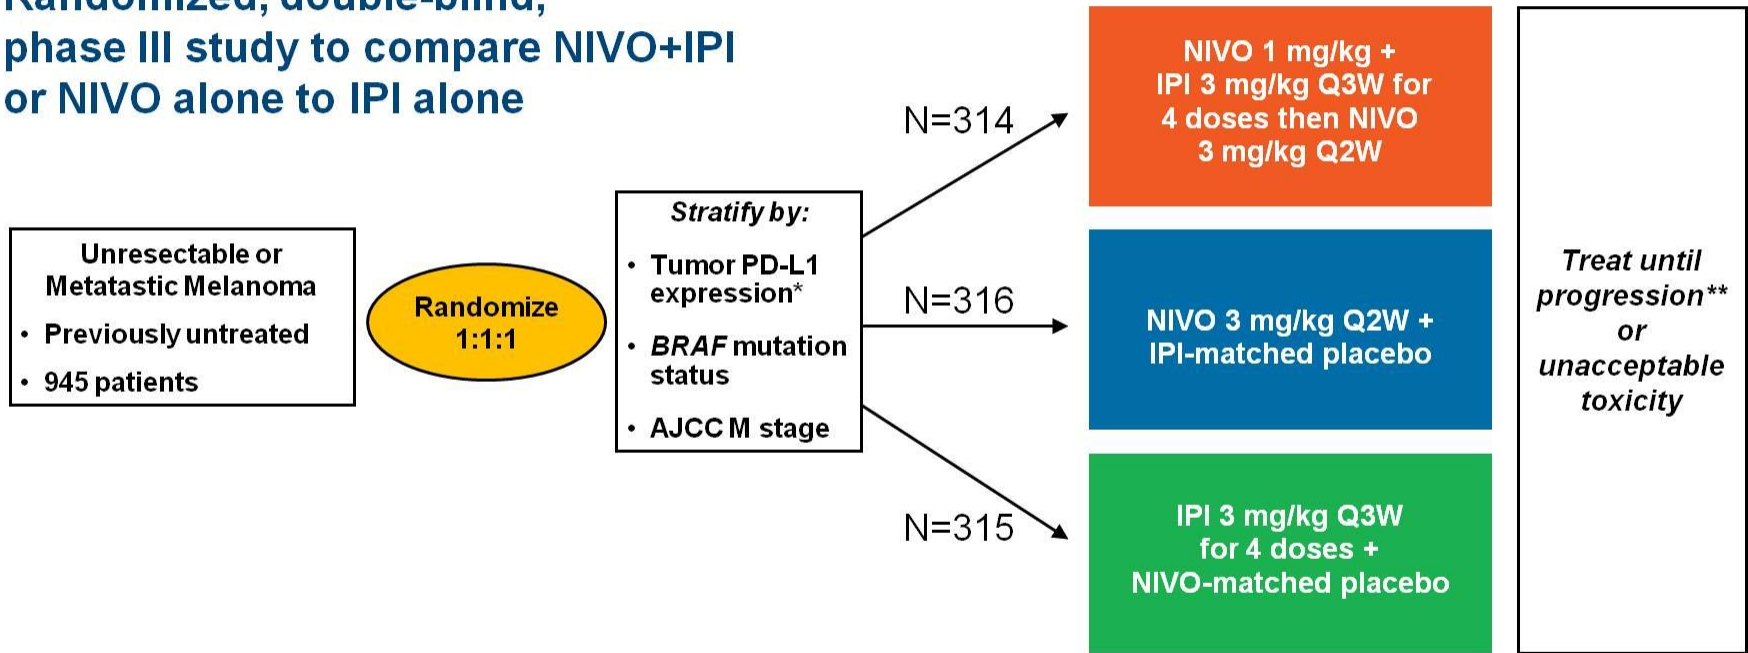 Randomized, double-blind,
phase III study to compare NIVO+IPI
or NIVO alone to IPI alone
Unresectable or
Metatastic Melanoma
• Previously untreated
• 945 patients
Randomize
1:1:1
Stratify by:
• Tumor PD-L1
expression*
• BRAF mutation
status
• AJCC M stage
N=314
N=316
N=315
NIVO 1 mg/kg +
IPI 3 mg/kg Q3W for
4 doses then NIVO
3 mg/kg Q2W
NIVO 3 mg/kg Q2W +
IPI-matched placebo
IPI 3 mg/kg Q3W
for 4 doses +
NIVO-matched placebo
Treat until
progression**
or
unacceptable
toxicity